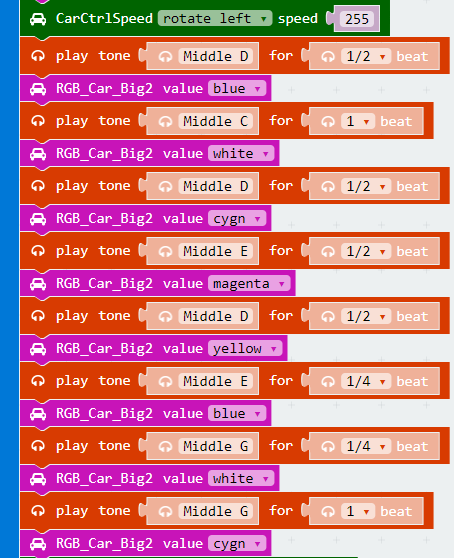 CarCtrlSpeed rotate left speed 255
play tone Middle D for 1/2 beat
RGB_Car_Big2 value blue
play tone Middle C for 1 beat
RGB_Car_Big2 value white
play tone Middle D for 1/2 beat
RGB_Car_Big2 value cygn
play tone Middle E for 1/2 beat
RGB_Car_Big2 value magenta
play tone Middle D for 1/2 beat
RGB_Car_Big2 value yellow
play tone Middle E for 1/4 beat
RGB_Car_Big2 value blue
play tone Middle G for 1/4 beat
RGB_Car_Big2 value white
play tone Middle G for 1 beat
RGB_Car_Big2 value cygn